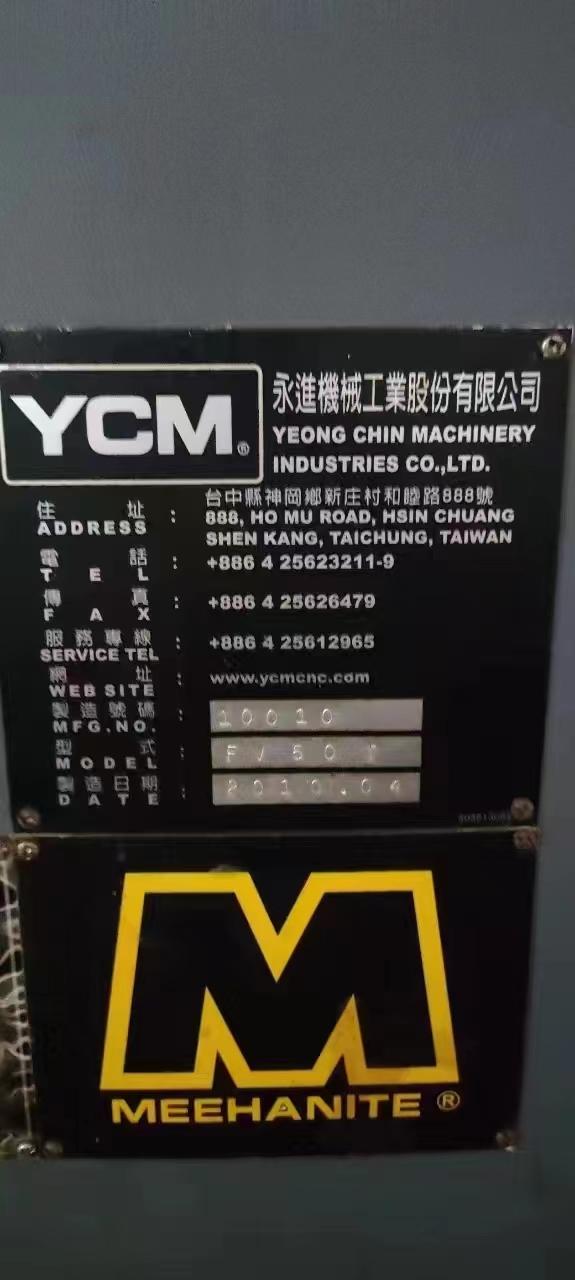 YCM®
永進機械工業股份有限公司
YEONG CHIN MACHINERY
INDUSTRIES CO.,LTD.
住址 : 台中縣神岡鄉新庄村和睦路888號
ADDRESS 888, HO MU ROAD, HSIN CHUANG
SHEN KANG, TAICHUNG, TAIWAN
電話 : +886 4 25623211-9
TEL
傳真 : +886 4 25626479
FAX
服務專線 : +886 4 25612965
SERVICE TEL
網址 : www.ycmcnc.com
WEB SITE
製造號碼 : 10010
MFG.NO.
型式 :
MODEL
製造日期 : 2010.04
DATE
MEEHANITE®